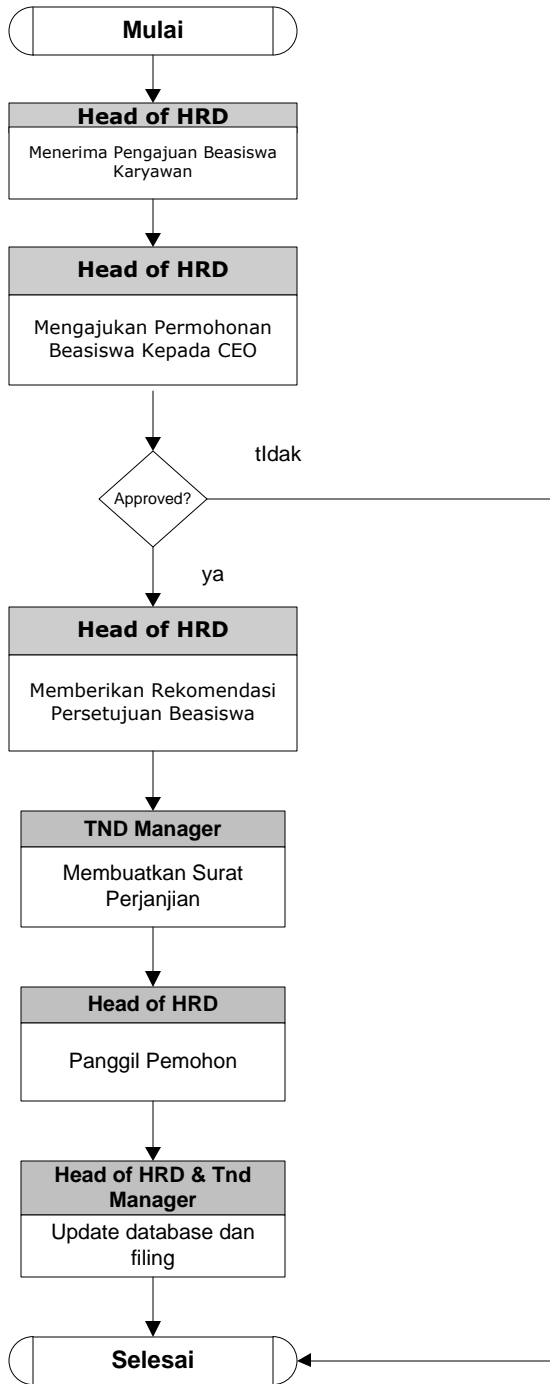 Mulai
Head of HRD
Menerima Pengajuan Beasiswa
Karyawan
Head of HRD
Mengajukan Permohonan
Beasiswa Kepada CEO
tIdak
Approved?
ya
Head of HRD
Memberikan Rekomendasi
Persetujuan Beasiswa
TND Manager
Membuatkan Surat
Perjanjian
Head of HRD
Panggil Pemohon
Head of HRD & Tnd
Manager
Update database dan
filing
Selesai